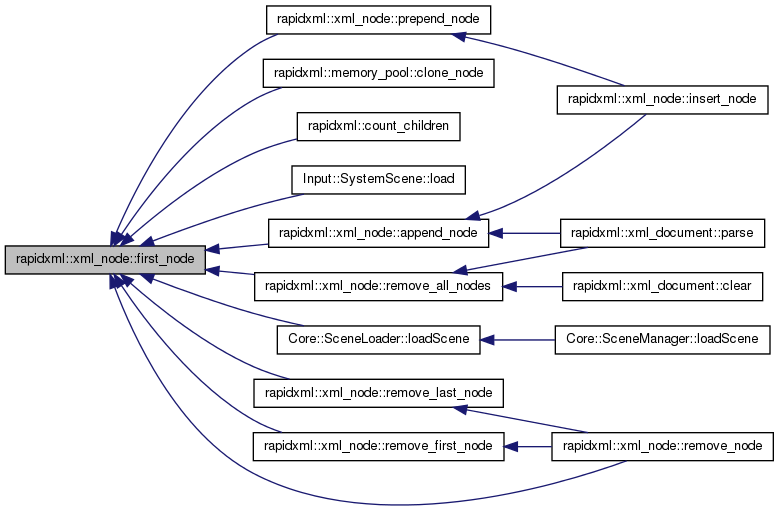 rapidxml::xml_node::prepend_node
rapidxml::memory_pool::clone_node
rapidxml::xml_node::insert_node
rapidxml::count_children
Input::SystemScene::load
rapidxml::xml_node::append_node
rapidxml::xml_document::parse
rapidxml::xml_node::first_node
rapidxml::xml_node::remove_all_nodes
rapidxml::xml_document::clear
Core::SceneLoader::loadScene
Core::SceneManager::loadScene
rapidxml::xml_node::remove_last_node
rapidxml::xml_node::remove_first_node
rapidxml::xml_node::remove_node